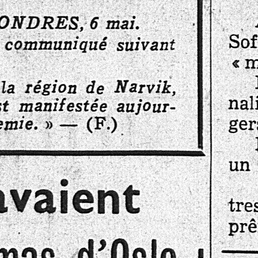 ONDRES, 6 mai.
communiqué suivant
la région de Narvik,
st manifestée aujour-
emie. » — (F.)
avaient
d'Oslo
Sof
« m
nali
gers
un
tres
prê